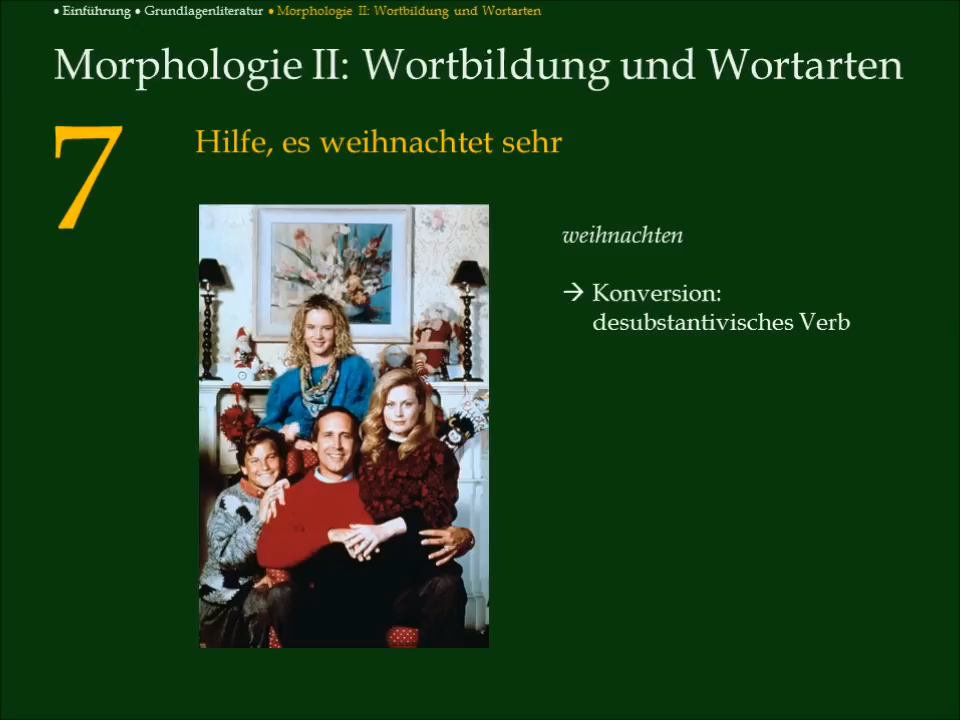 ● Einführung ● Grundlagenliteratur ● Morphologie II: Wortbildung und Wortarten
Morphologie II: Wortbildung und Wortarten
7
Hilfe, es weihnachtet sehr
weihnachten
→ Konversion:
desubstantivisches Verb